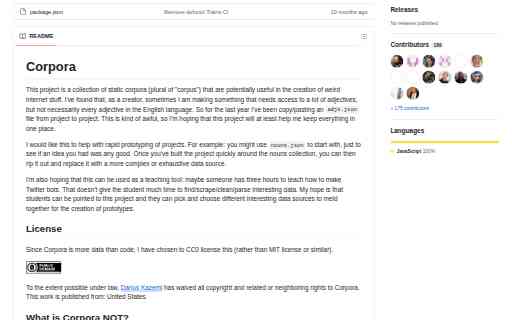 package.json
Remove defunct Travis CI
10 months ago
README
Corpora
This project is a collection of static corpora (plural of "corpus") that are potentially useful in the creation of weird
internet stuff. I've found that, as a creator, sometimes I am making something that needs access to a lot of adjectives,
but not necessarily every adjective in the English language. So for the last year I've been copy/pasting an adjs.json
file from project to project. This is kind of awful, so I'm hoping that this project will at least help me keep everything in
one place.
I would like this to help with rapid prototyping of projects. For example: you might use nouns.json to start with, just to
see if an idea you had was any good. Once you've built the project quickly around the nouns collection, you can then
rip it out and replace it with a more complex or exhaustive data source.
I'm also hoping that this can be used as a teaching tool: maybe someone has three hours to teach how to make
Twitter bots. That doesn't give the student much time to find/scrape/clean/parse interesting data. My hope is that
students can be pointed to this project and they can pick and choose different interesting data sources to meld
together for the creation of prototypes.
License
Since Corpora is more data than code, I have chosen to CC0 license this (rather than MIT license or similar).
PUBLIC
DOMAIN
To the extent possible under law, Darius Kazemi has waived all copyright and related or neighboring rights to Corpora.
This work is published from: United States.
What is Corpora NOT?
Releases
No releases published
Contributors
+ 175 contributors
Languages
JavaScript 100%